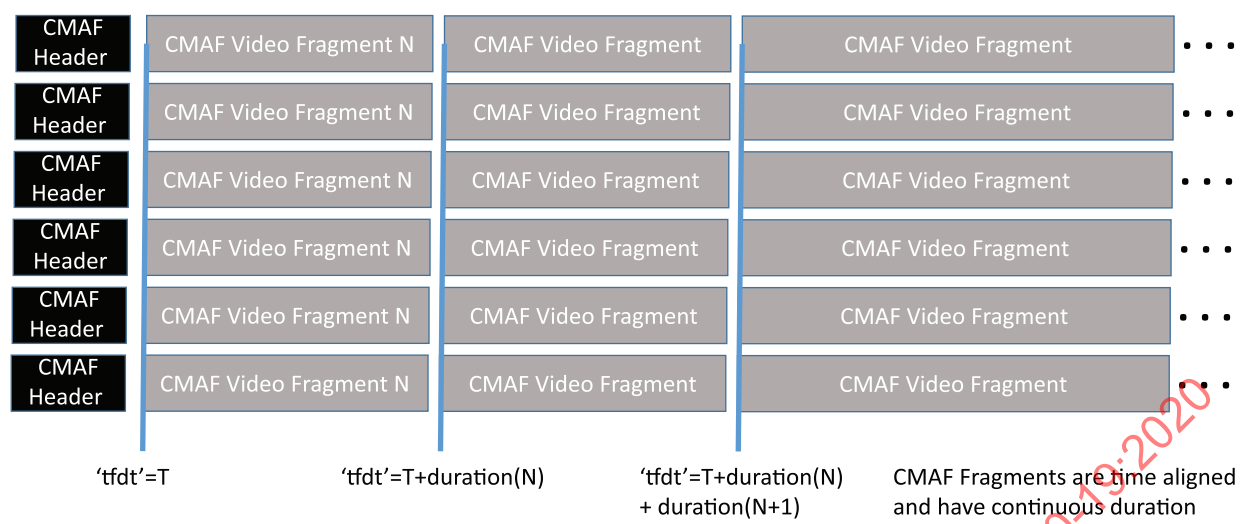 CMAF
Header
CMAF Video Fragment N
CMAF Video Fragment
CMAF Video Fragment
• • •
CMAF
Header
CMAF Video Fragment N
CMAF Video Fragment
CMAF Video Fragment
• • •
CMAF
Header
CMAF Video Fragment N
CMAF Video Fragment
CMAF Video Fragment
• • •
CMAF
Header
CMAF Video Fragment N
CMAF Video Fragment
CMAF Video Fragment
• • •
CMAF
Header
CMAF Video Fragment N
CMAF Video Fragment
CMAF Video Fragment
• • •
CMAF
Header
CMAF Video Fragment N
CMAF Video Fragment
CMAF Video Fragment
• • •
‘tfdt’=T
‘tfdt’=T+duration(N)
‘tfdt’=T+duration(N)
+ duration(N+1)
CMAF Fragments are time aligned
and have continuous duration
0-19:2020